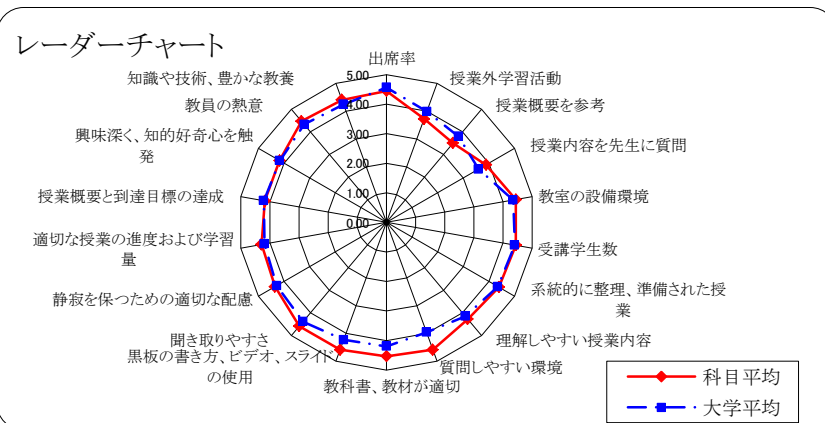 レーダーチャート
出席率
授業外学習活動
授業概要を参考
授業内容を先生に質問
教室の設備環境
受講学生数
系統的に整理、準備された授
業
理解しやすい授業内容
質問しやすい環境
教科書、教材が適切
黒板の書き方、ビデオ、スライド
の使用
聞き取りやすさ
静寂を保つための適切な配慮
適切な授業の進度および学習
量
授業概要と到達目標の達成
興味深く、知的好奇心を触
発
教員の熱意
知識や技術、豊かな教養
5.00
4.00
3.00
2.00
1.00
0.00
科目平均
大学平均